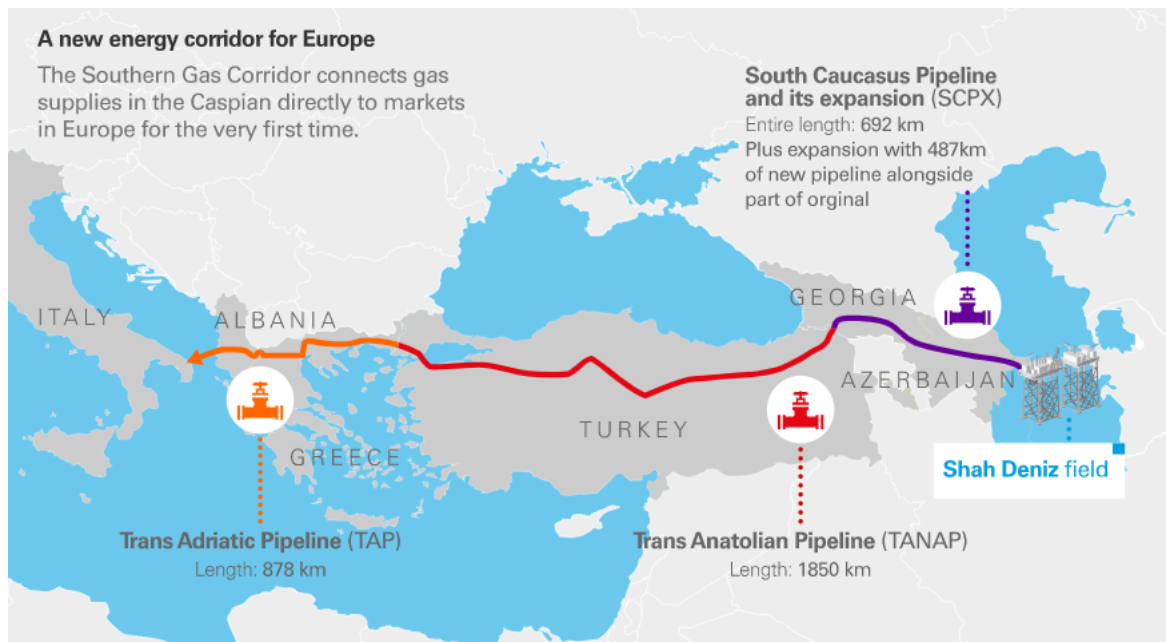 A new energy corridor for Europe
The Southern Gas Corridor connects gas
supplies in the Caspian directly to markets
in Europe for the very first time.
South Caucasus Pipeline
and its expansion (SCPX)
Entire length: 692 km
Plus expansion with 487km
of new pipeline alongside
part of orginal
GEORGIA
ITALY
ALBANIA
AZERBAIJAN
TURKEY
GREECE
Shah Deniz field
Trans Adriatic Pipeline (TAP)
Length: 878 km
Trans Anatolian Pipeline (TANAP)
Length: 1850 km